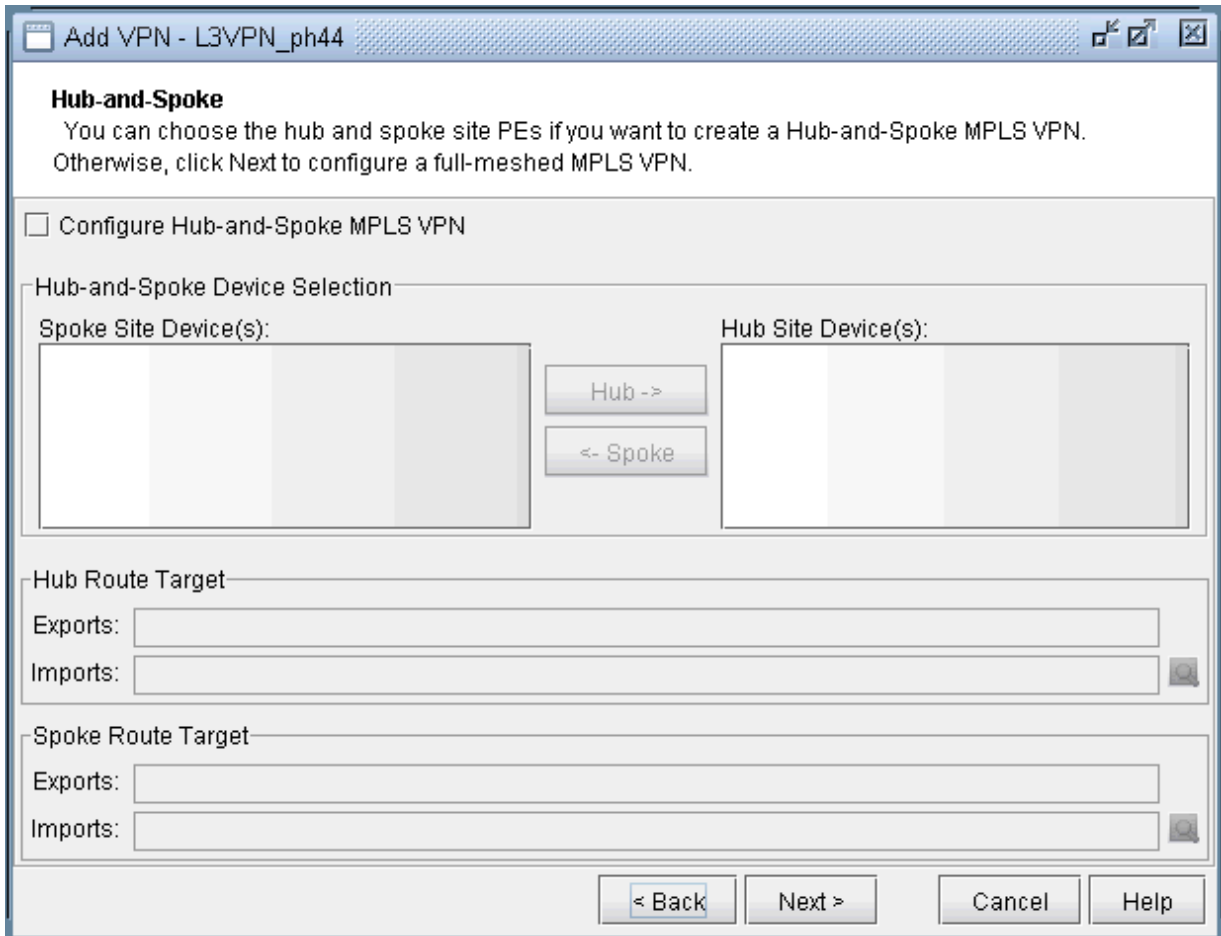 Add VPN - L3VPN_ph44
Hub-and-Spoke
You can choose the hub and spoke site PEs if you want to create a Hub-and-Spoke MPLS VPN.
Otherwise, click Next to configure a full-meshed MPLS VPN.
Configure Hub-and-Spoke MPLS VPN
Hub-and-Spoke Device Selection
Spoke Site Device(s):
Hub Site Device(s):
Hub ->
<- Spoke
Hub Route Target
Exports:
Imports:
Spoke Route Target
Exports:
Imports:
< Back
Next >
Cancel
Help